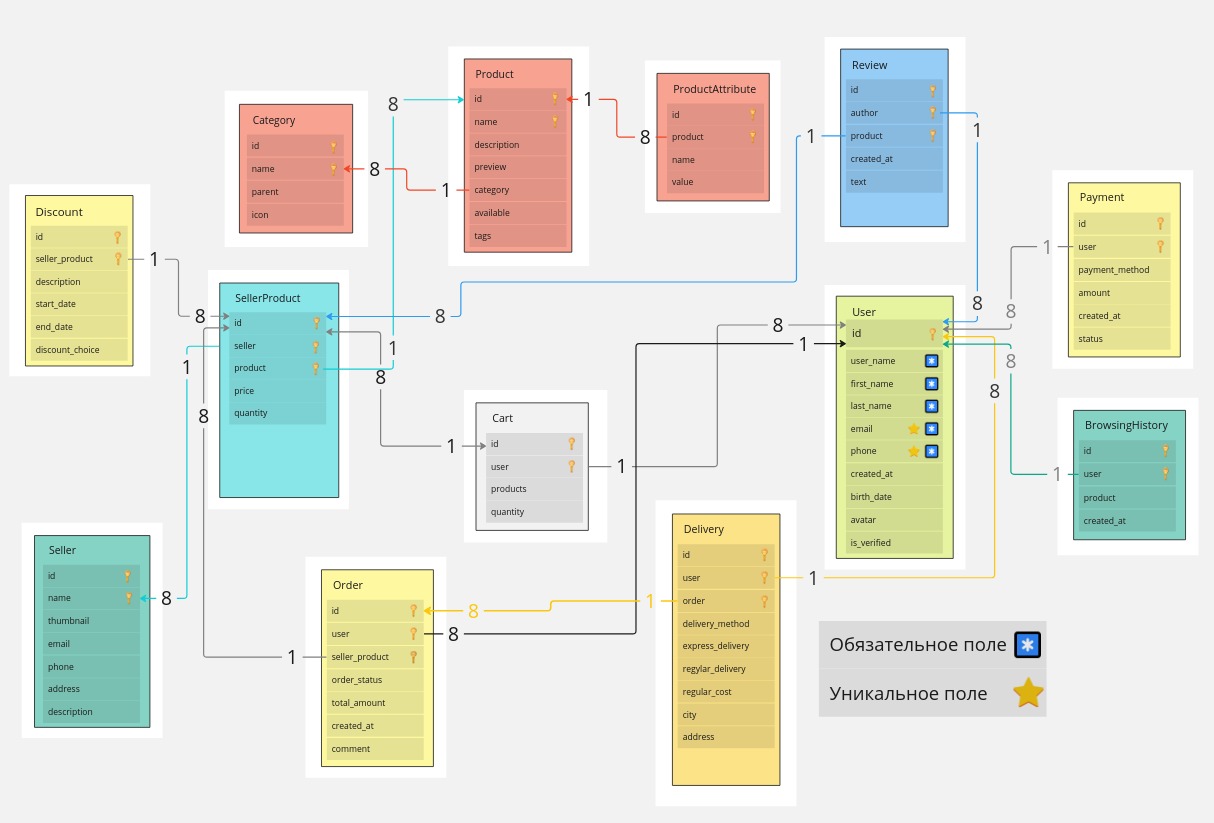 Product
id
name
description
preview
category
available
tags
ProductAttribute
id
product
name
value
Review
id
author
product
created_at
text
Category
id
name
parent
icon
Discount
id
seller_product
description
start_date
end_date
discount_choice
SellerProduct
id
seller
product
price
quantity
Payment
id
user
payment_method
amount
created_at
status
User
id
user_name
first_name
last_name
email
phone
created_at
birth_date
avatar
is_verified
Cart
id
user
products
quantity
BrowsingHistory
id
user
product
created_at
Seller
id
name
thumbnail
email
phone
address
description
Order
id
user
seller_product
order_status
total_amount
created_at
comment
Delivery
id
user
order
delivery_method
express_delivery
regylar_delivery
regular_cost
city
address
Обязательное поле
Уникальное поле
8
1
8
1
8
1
1
8
1
8
1
8
1
8
1
8
1
8
1
8
1
8
1
8
1
8
1
8
1
8
1
8